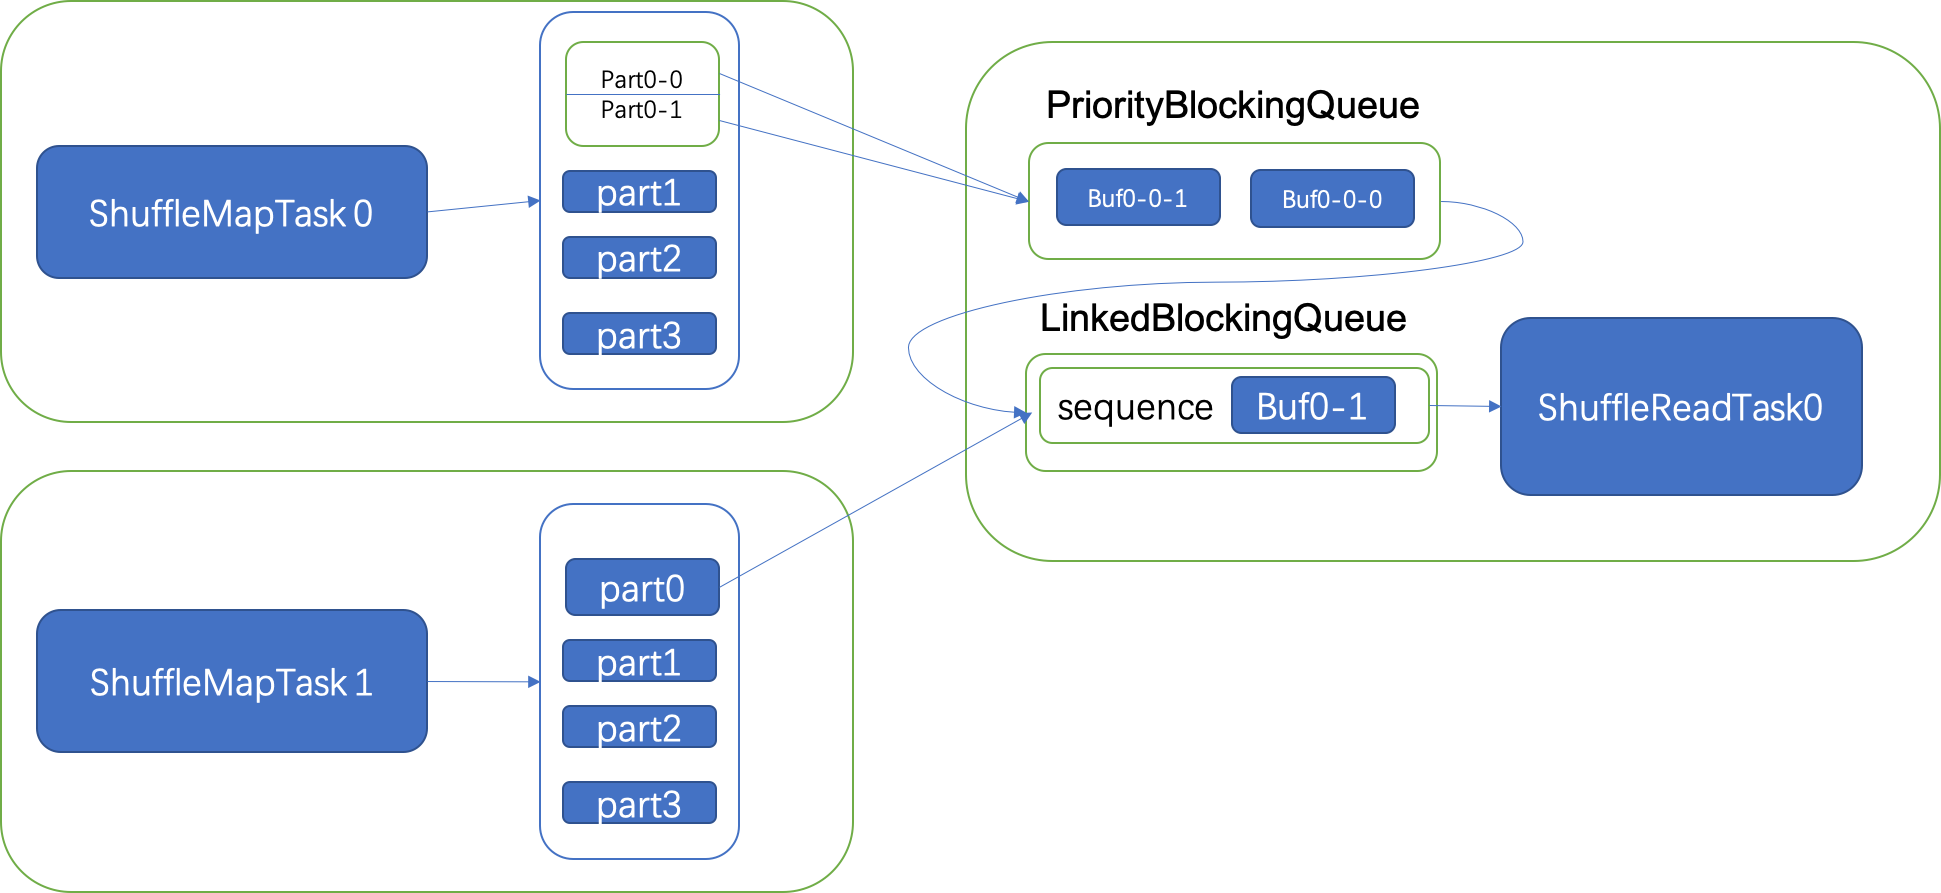 ShuffleMapTask 0
Part0-0
Part0-1
part1
part2
part3
PriorityBlockingQueue
Buf0-0-1
Buf0-0-0
LinkedBlockingQueue
sequence
Buf0-1
ShuffleReadTask0
ShuffleMapTask 1
part0
part1
part2
part3